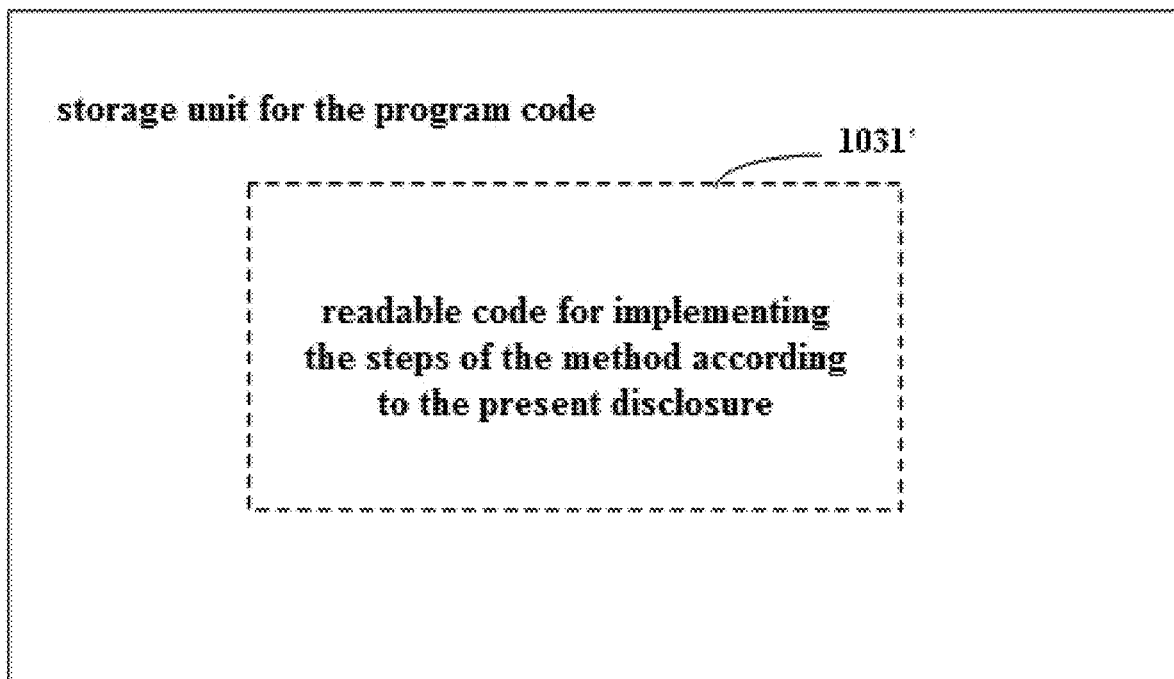 storage unit for the program code
1031'
readable code for implementing
the steps of the method according
to the present disclosure